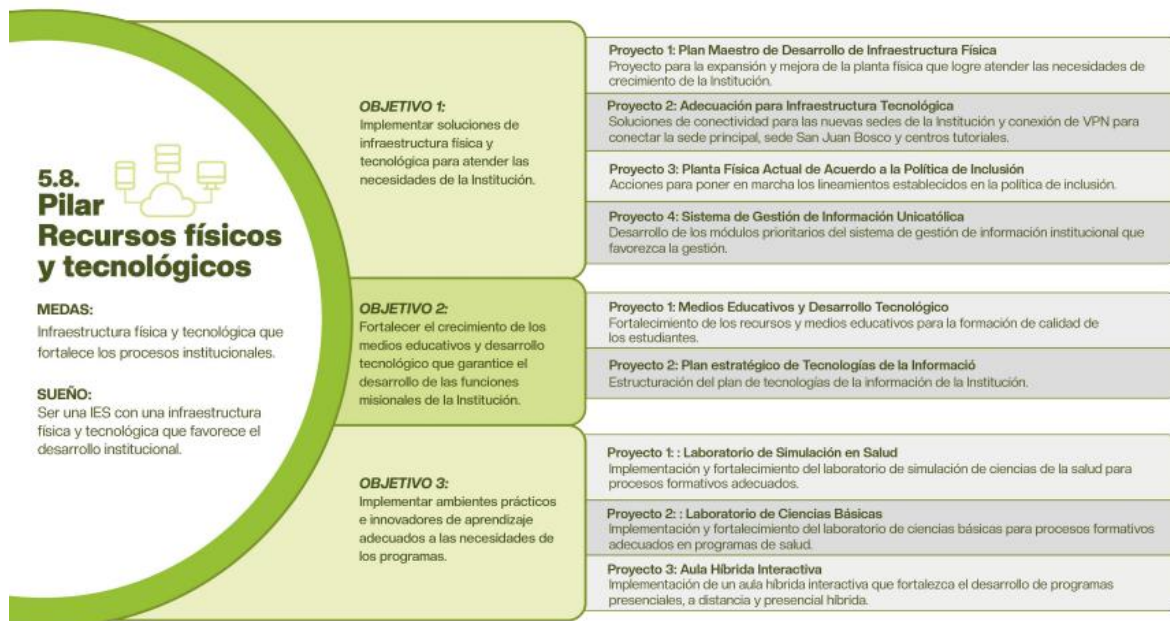 5.8.
Pilar
Recursos físicos
y tecnológicos
MEDAS:
Infraestructura física y tecnológica que
fortalece los procesos institucionales.
SUEÑO:
Ser una IES con una infraestructura
física y tecnológica que favorece el
desarrollo institucional.
OBJETIVO 1:
Implementar soluciones de
infraestructura física y
tecnológica para atender las
necesidades de la Institución.
Proyecto 1: Plan Maestro de Desarrollo de Infraestructura Física
Proyecto para la expansión y mejora de la planta física que logre atender las necesidades de
crecimiento de la Institución.
Proyecto 2: Adecuación para Infraestructura Tecnológica
Soluciones de conectividad para las nuevas sedes de la Institución y conexión de VPN para
conectar la sede principal, sede San Juan Bosco y centros tutoriales.
Proyecto 3: Planta Física Actual de Acuerdo a la Política de Inclusión
Acciones para poner en marcha los lineamientos establecidos en la política de inclusión.
Proyecto 4: Sistema de Gestión de Información Unicatólica
Desarrollo de los módulos prioritarios del sistema de gestión de información institucional que
favorezca la gestión.
OBJETIVO 2:
Fortalecer el crecimiento de los
medios educativos y desarrollo
tecnológico que garantice el
desarrollo de las funciones
misionales de la Institución.
Proyecto 1: Medios Educativos y Desarrollo Tecnológico
Fortalecimiento de los recursos y medios educativos para la formación de calidad de
los estudiantes.
Proyecto 2: Plan estratégico de Tecnologías de la Informació
Estructuración del plan de tecnologías de la información de la Institución.
OBJETIVO 3:
Implementar ambientes prácticos
e innovadores de aprendizaje
adecuados a las necesidades de
los programas.
Proyecto 1: : Laboratorio de Simulación en Salud
Implementación y fortalecimiento del laboratorio de simulación de ciencias de la salud para
procesos formativos adecuados.
Proyecto 2: : Laboratorio de Ciencias Básicas
Implementación y fortalecimiento del laboratorio de ciencias básicas para procesos formativos
adecuados en programas de salud.
Proyecto 3: Aula Híbrida Interactiva
Implementación de un aula híbrida interactiva que fortalezca el desarrollo de programas
presenciales, a distancia y presencial híbrida.